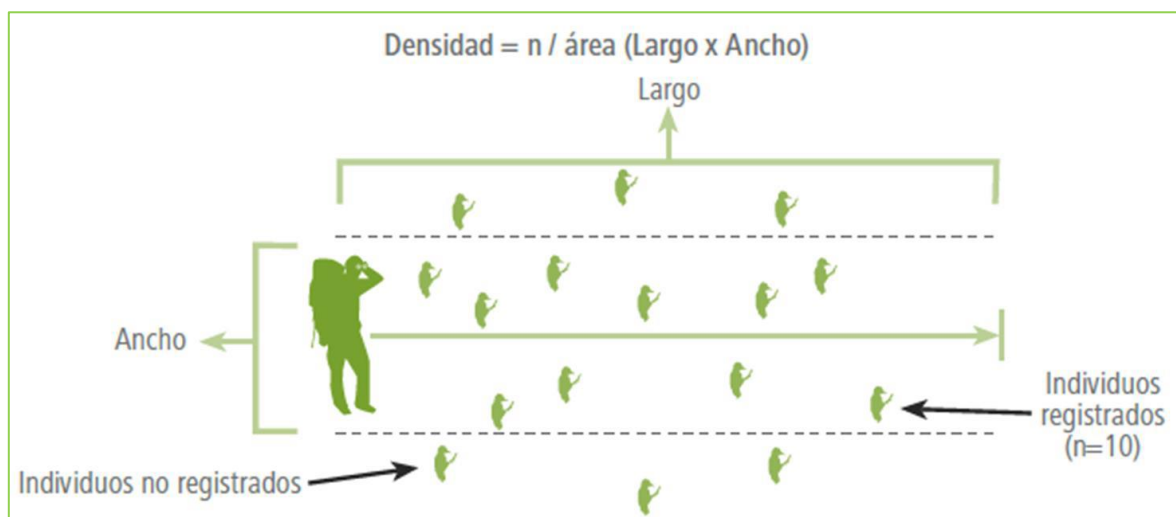 Densidad = n / área (Largo x Ancho)
Largo
Ancho
Individuos
registrados
(n=10)
Individuos no registrados